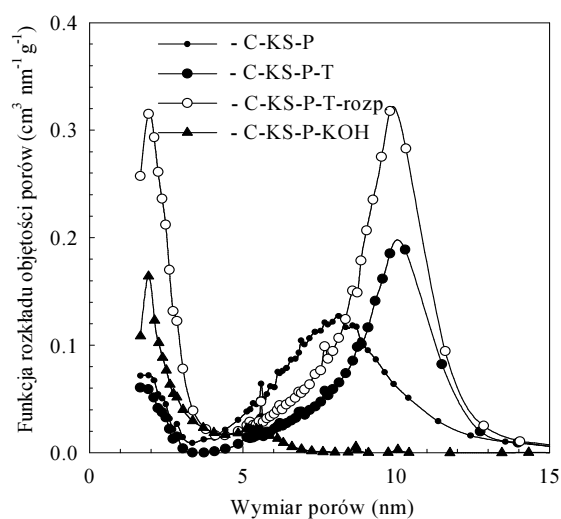 0.4
- C-KS-P
- C-KS-P-T
- C-KS-P-T-rozp.
- C-KS-P-KOH
0.3
0.2
0.1
0.0
Funkcja rozkładu objętości porów (cm³ nm⁻¹ g⁻¹)
0 5 10 15
Wymiar porów (nm)